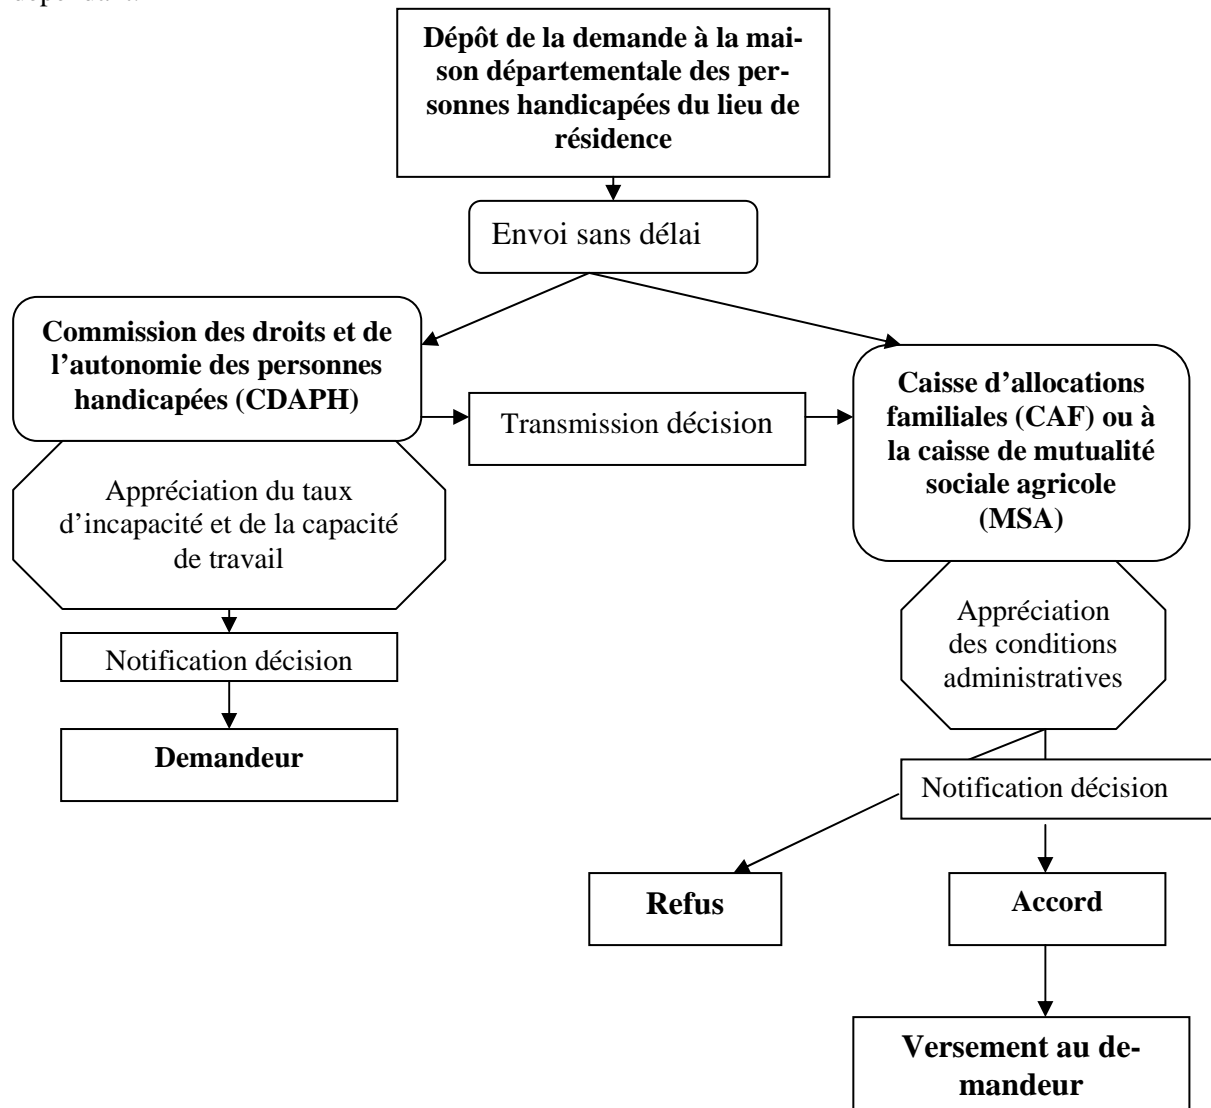 Dépôt de la demande à la mai-
son départementale des per-
sonnes handicapées du lieu de
résidence
Envoi sans délai
Commission des droits et de
l’autonomie des personnes
handicapées (CDAPH)
Transmission décision
Caisse d’allocations
familiales (CAF) ou à
la caisse de mutualité
sociale agricole
(MSA)
Appréciation du taux
d’incapacité et de la capacité
de travail
Appréciation
des conditions
administratives
Notification décision
Demandeur
Notification décision
Refus
Accord
Versement au de-
mandeur